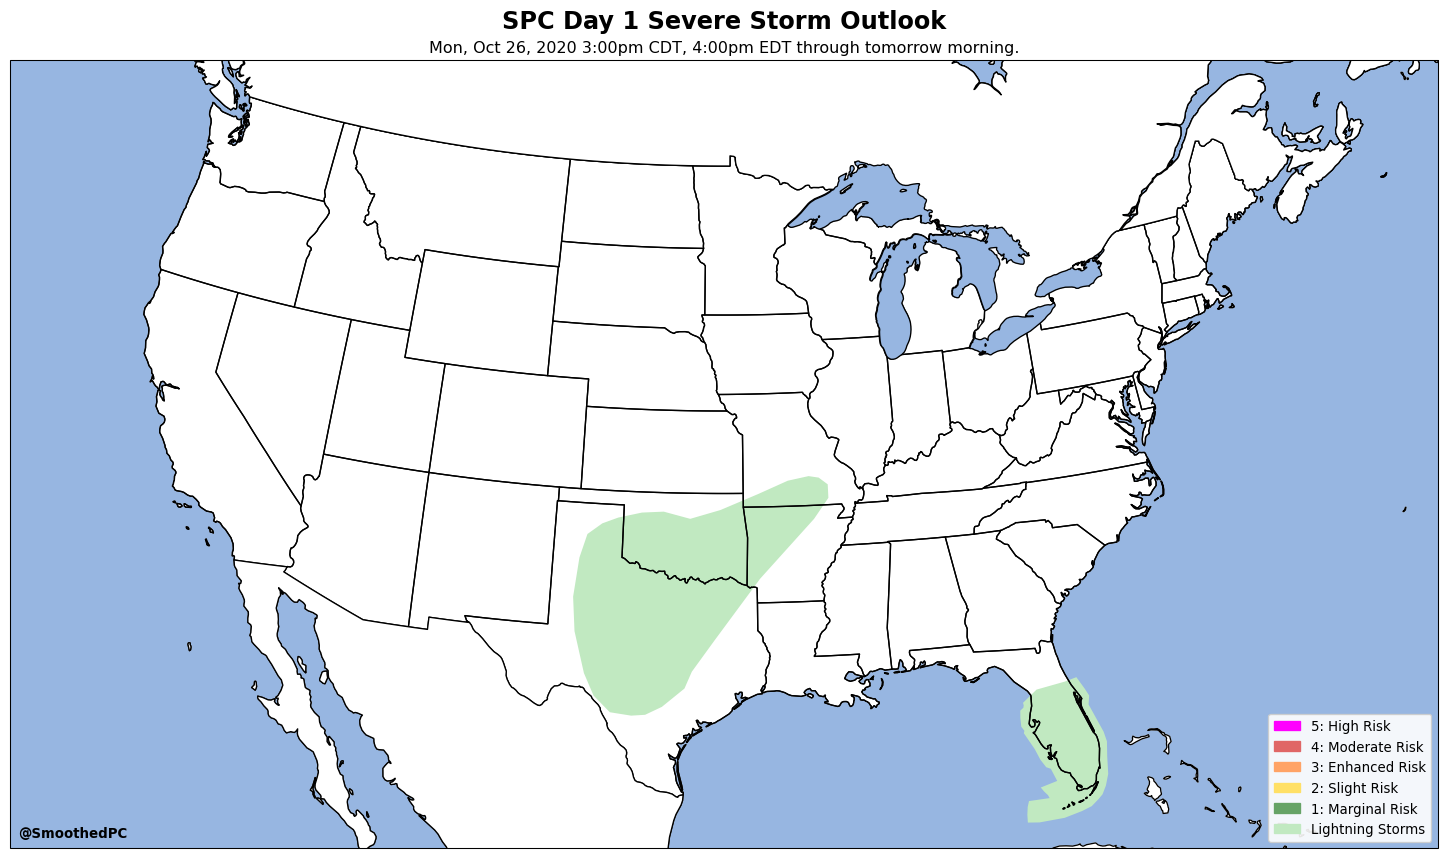 SPC Day 1 Severe Storm Outlook
Mon, Oct 26, 2020 3:00pm CDT, 4:00pm EDT through tomorrow morning.
5: High Risk
4: Moderate Risk
3: Enhanced Risk
2: Slight Risk
1: Marginal Risk
Lightning Storms
@SmoothedPC